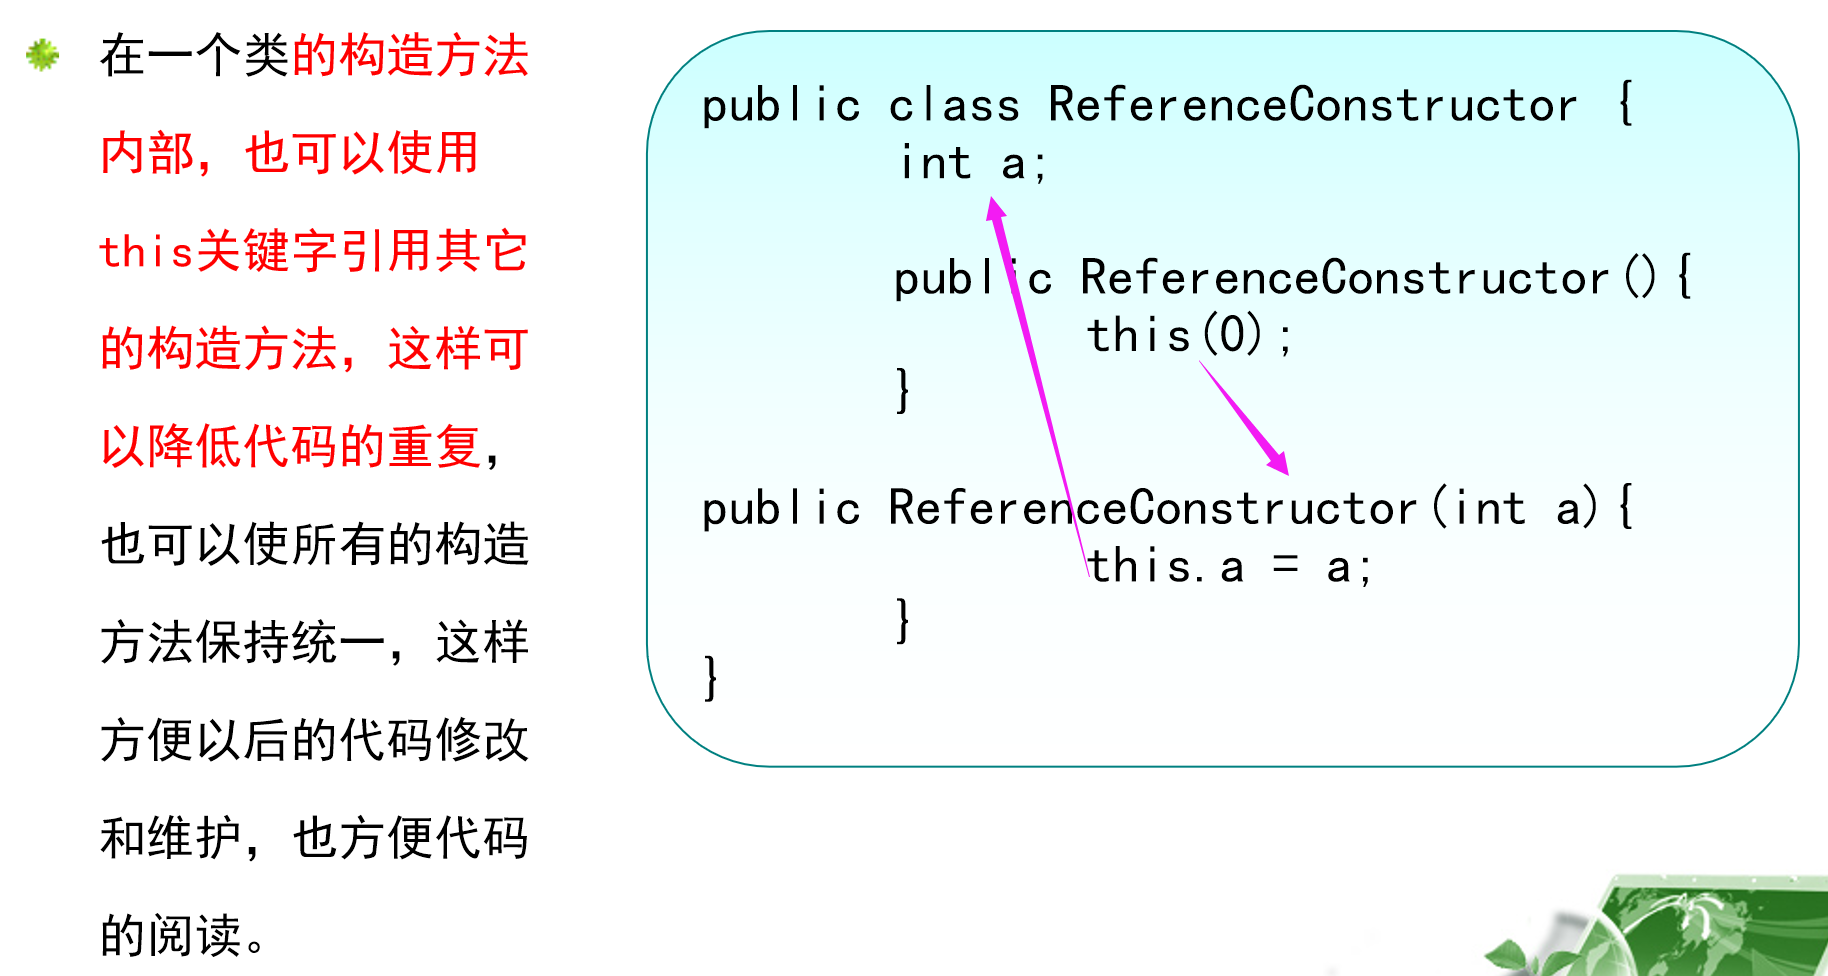 在一个类的构造方法
内部，也可以使用
this关键字引用其它
的构造方法，这样可
以降低代码的重复，
也可以使所有的构造
方法保持统一，这样
方便以后的代码修改
和维护，也方便代码
的阅读。
public class ReferenceConstructor {
int a;
public ReferenceConstructor(){
this(0);
}
public ReferenceConstructor(int a){
this.a = a;
}
}